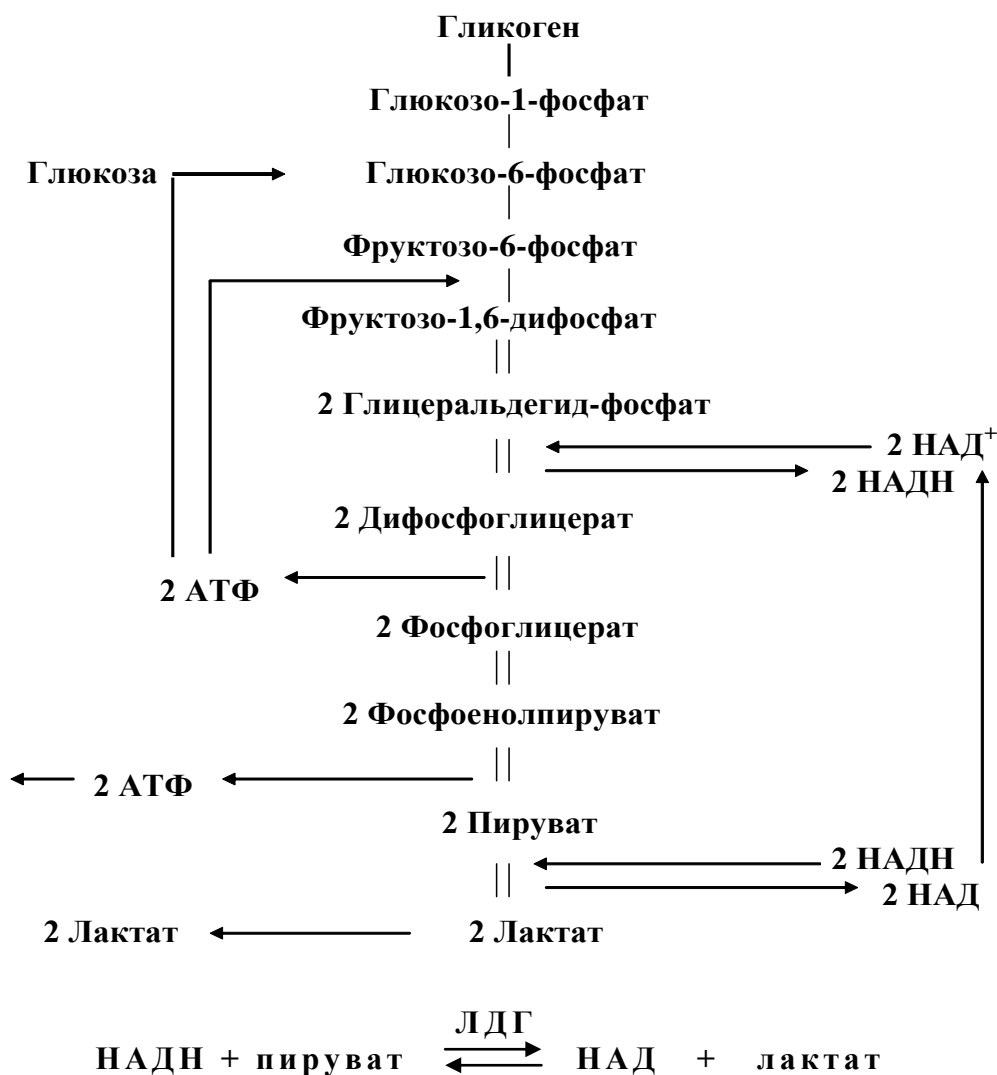 Гликоген
Глюкозо-1-фосфат
Глюкоза Глюкозо-6-фосфат
Фруктозо-6-фосфат
Фруктозо-1,6-дифосфат
2 Глицеральдегид-фосфат
2 НАД⁺
2 НАДН
2 Дифосфоглицерат
2 АТФ
2 Фосфоглицерат
2 Фосфоенолпируват
2 АТФ
2 Пируват
2 НАДН
2 НАД
2 Лактат 2 Лактат
ЛДГ
НАДН + пируват НАД + лактат